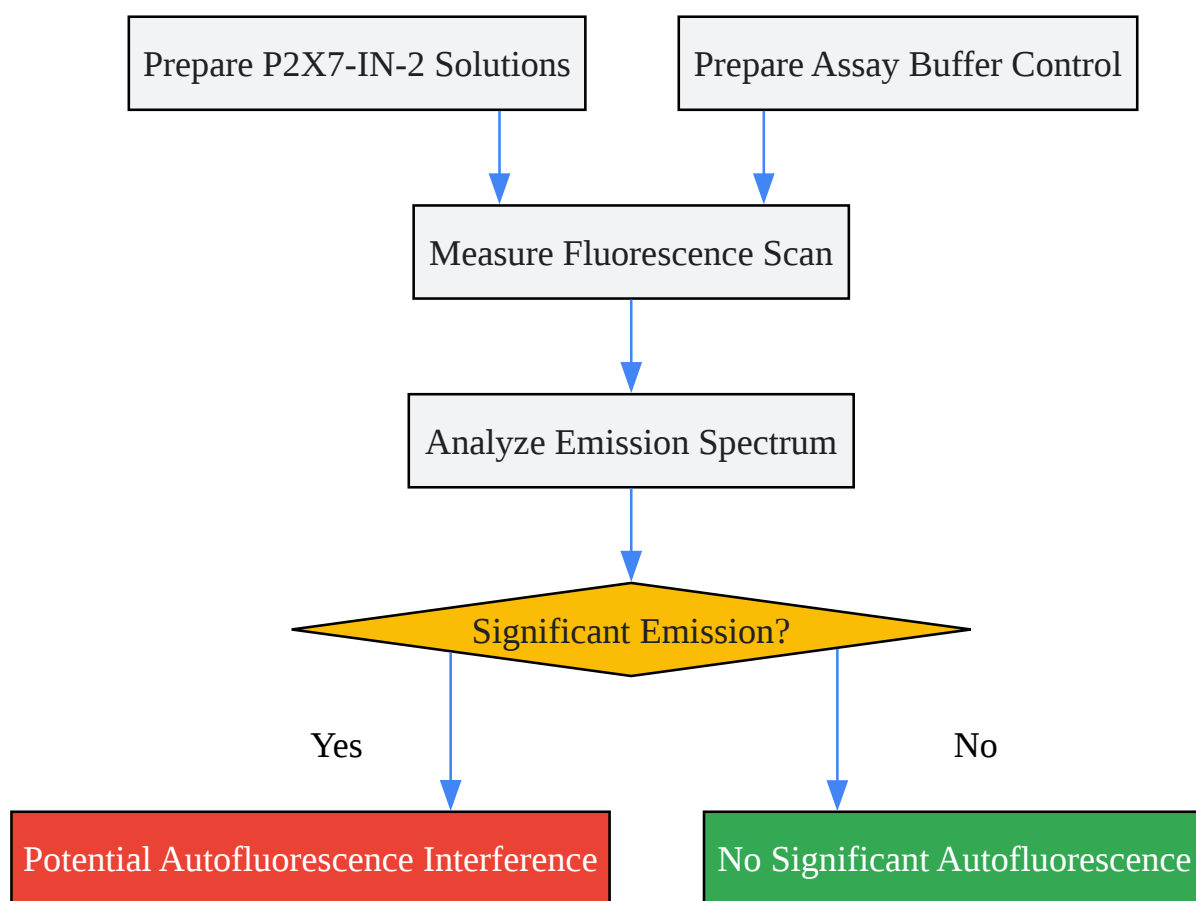 Prepare P2X7-IN-2 Solutions
Prepare Assay Buffer Control
Measure Fluorescence Scan
Analyze Emission Spectrum
Significant Emission?
Yes
No
Potential Autofluorescence Interference
No Significant Autofluorescence